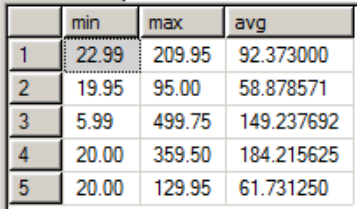 min max avg
1 22.99 209.95 92.373000
2 19.95 95.00 58.878571
3 5.99 499.75 149.237692
4 20.00 359.50 184.215625
5 20.00 129.95 61.731250